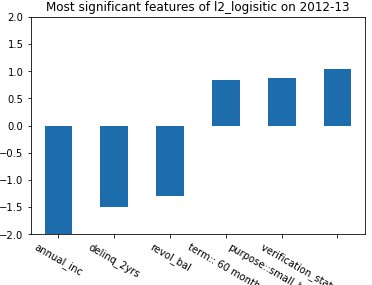 Most significant features of l2_logisitic on 2012-13
2.0
1.5
1.0
0.5
0.0
−0.5
−1.0
−1.5
−2.0
annual_inc
delinq_2yrs
revol_bal
term:: 60 month
purpose::small_
verification_stat